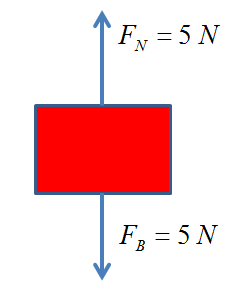 F_N = 5 N
F_B = 5 N